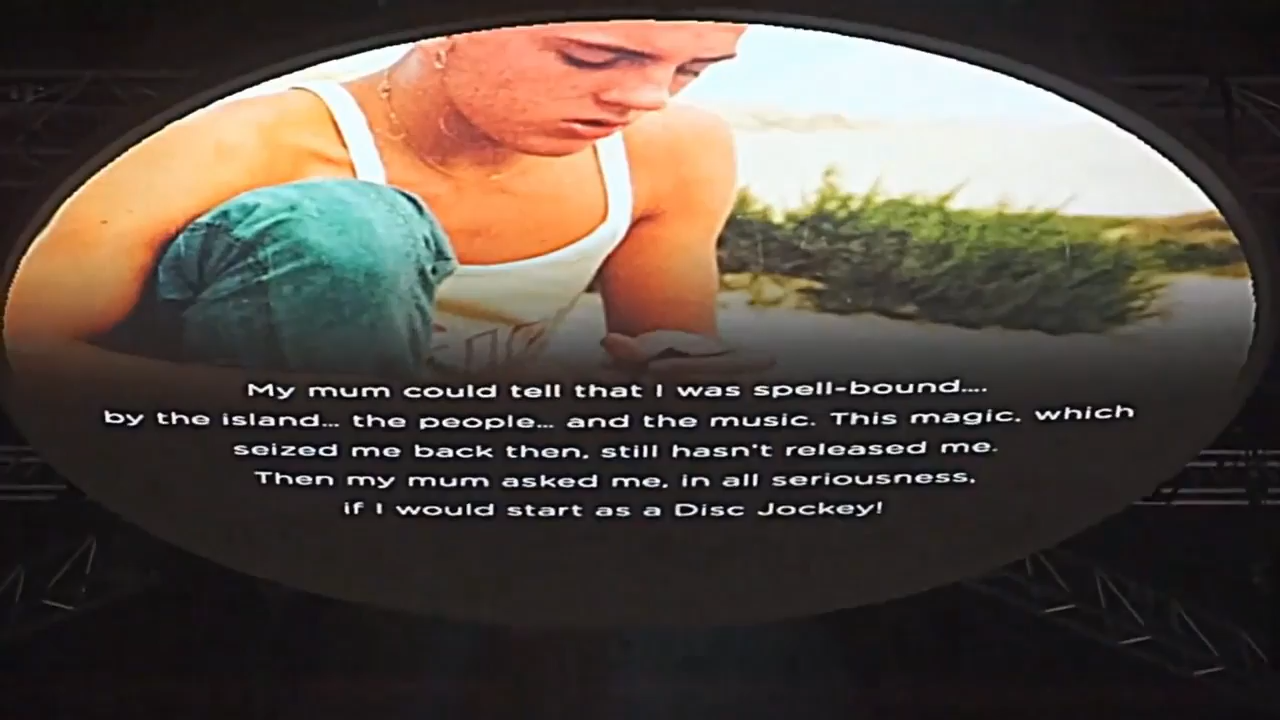 My mum could tell that I was spell-bound....
by the island... the people... and the music. This magic, which
seized me back then, still hasn't released me.
Then my mum asked me, in all seriousness,
if I would start as a Disc Jockey!